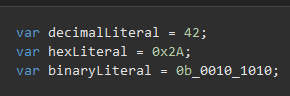 var decimalLiteral = 42;
var hexLiteral = 0x2A;
var binaryLiteral = 0b_0010_1010;